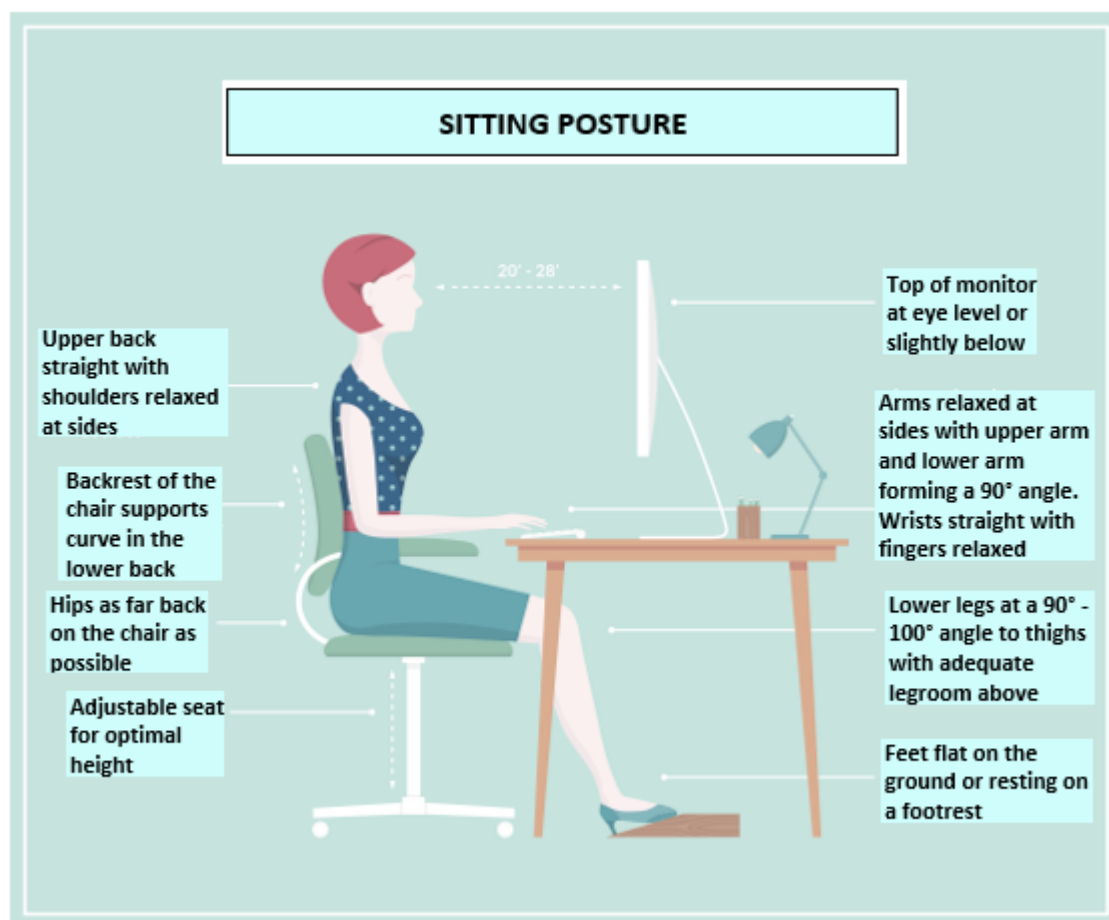 SITTING POSTURE
20' - 28'
Upper back
straight with
shoulders relaxed
at sides
Backrest of the
chair supports
curve in the
lower back
Hips as far back
on the chair as
possible
Adjustable seat
for optimal
height
Top of monitor
at eye level or
slightly below
Arms relaxed at
sides with upper arm
and lower arm
forming a 90° angle.
Wrists straight with
fingers relaxed
Lower legs at a 90° -
100° angle to thighs
with adequate
legroom above
Feet flat on the
ground or resting on
a footrest